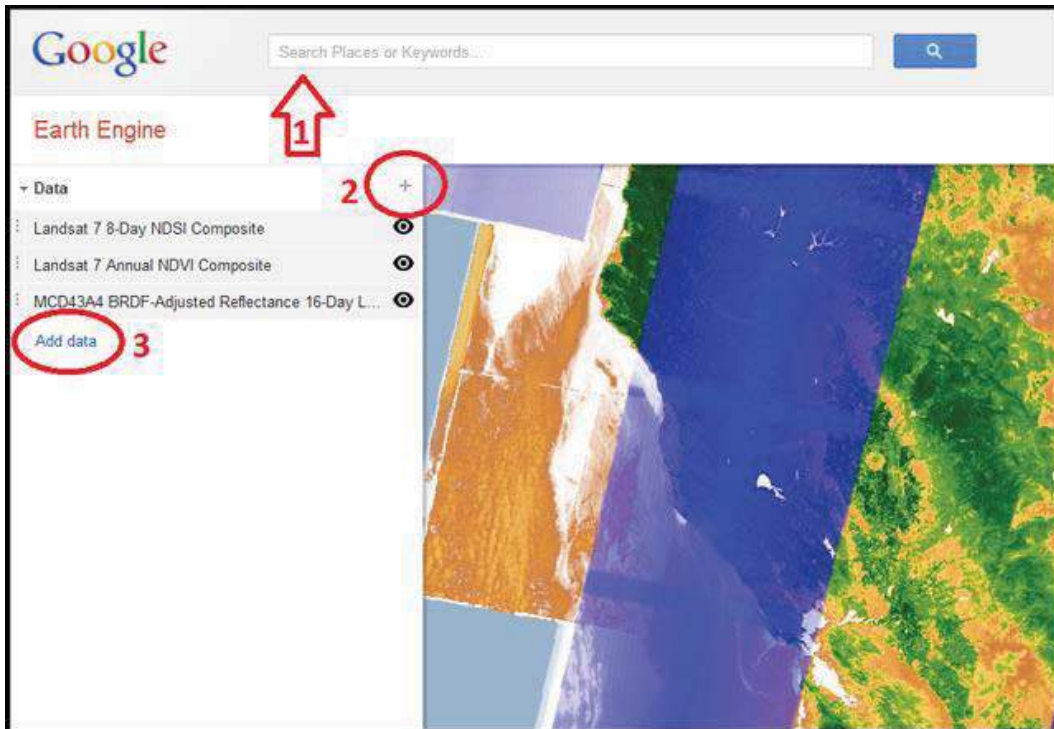 Google
Search Places or Keywords...
1
Earth Engine
2
Data +
Landsat 7 8-Day NDSI Composite
Landsat 7 Annual NDVI Composite
MCD43A4 BRDF-Adjusted Reflectance 16-Day L...
Add data 3